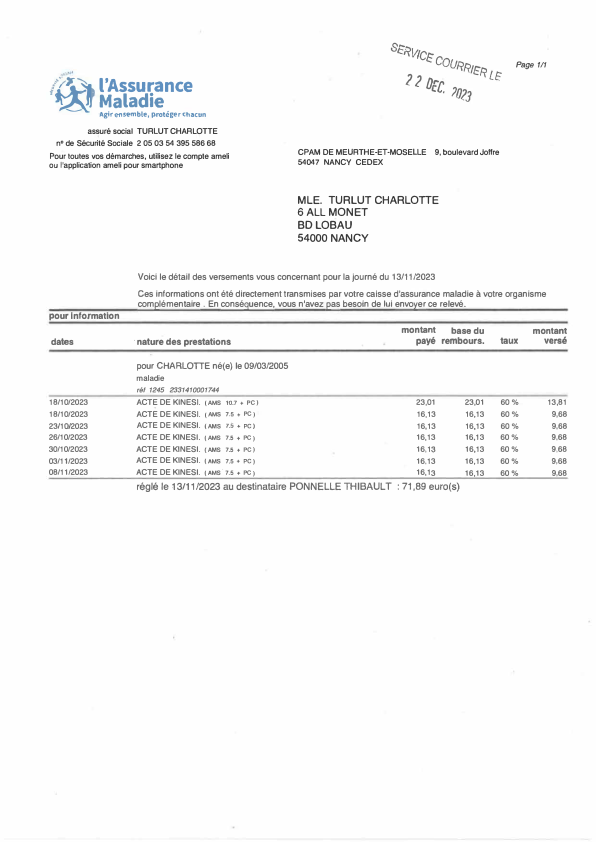 SERVICE COURRIER LE
22 DEC. 2023
Page 1/1
l'Assurance
Maladie
Agir ensemble, protéger chacun
assuré social TURLUT CHARLOTTE
n° de Sécurité Sociale 2 05 03 54 395 586 68
Pour toutes vos démarches, utilisez le compte ameli
ou l'application ameli pour smartphone
CPAM DE MEURTHE-ET-MOSELLE 9, boulevard Joffre
54047 NANCY CEDEX
MLE. TURLUT CHARLOTTE
6 ALL MONET
BD LOBAU
54000 NANCY
Voici le détail des versements vous concernant pour la journé du 13/11/2023
Ces informations ont été directement transmises par votre caisse d'assurance maladie à votre organisme
complémentaire . En conséquence, vous n'avez pas besoin de lui envoyer ce relevé.
pour information
dates nature des prestations montant payé base du rembours. taux montant versé
pour CHARLOTTE né(e) le 09/03/2005
maladie
réf 1245 2331410001744
18/10/2023 ACTE DE KINESI. ( AMS 10.7 + PC ) 23,01 23,01 60 % 13,81
18/10/2023 ACTE DE KINESI. ( AMS 7.5 + PC ) 16,13 16,13 60 % 9,68
23/10/2023 ACTE DE KINESI. ( AMS 7.5 + PC ) 16,13 16,13 60 % 9,68
26/10/2023 ACTE DE KINESI. ( AMS 7.5 + PC ) 16,13 16,13 60 % 9,68
30/10/2023 ACTE DE KINESI. ( AMS 7.5 + PC ) 16,13 16,13 60 % 9,68
03/11/2023 ACTE DE KINESI. ( AMS 7.5 + PC ) 16,13 16,13 60 % 9,68
08/11/2023 ACTE DE KINESI. ( AMS 7.5 + PC ) 16,13 16,13 60 % 9,68
réglé le 13/11/2023 au destinataire PONNELLE THIBAULT : 71,89 euro(s)